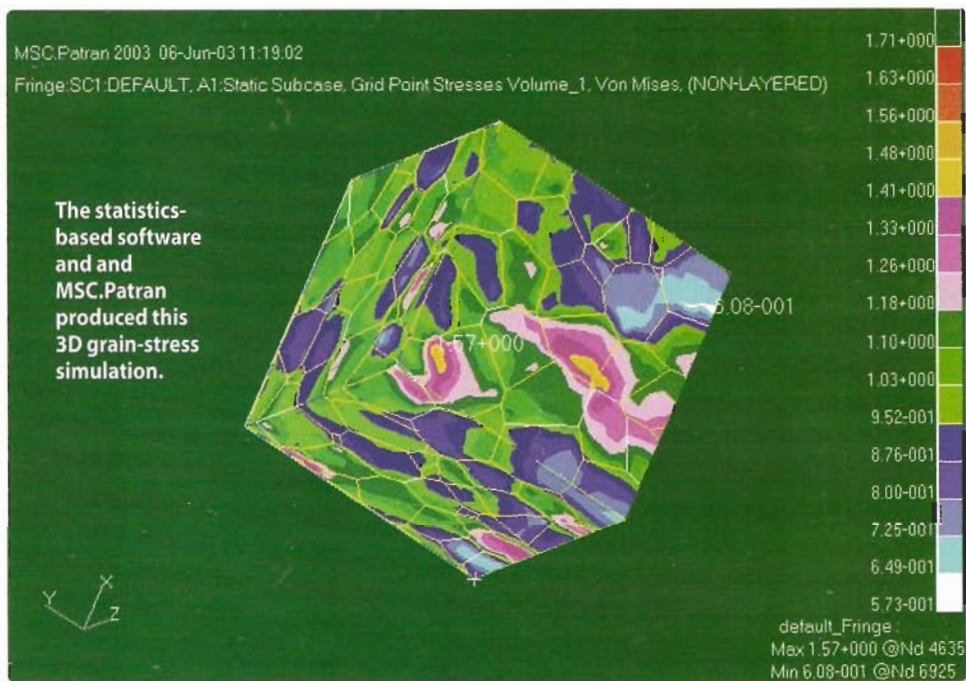 MSC.Patran 2003 06-Jun-03 11:19:02
Fringe:SC1:DEFAULT, A1:Static Subcase, Grid Point Stresses Volume_1, Von Mises, (NON-LAYERED)
The statistics-
based software
and and
MSC.Patran
produced this
3D grain-stress
simulation.
1.57+000
6.08-001
1.71+000
1.63+000
1.56+000
1.48+000
1.41+000
1.33+000
1.26+000
1.18+000
1.10+000
1.03+000
9.52-001
8.76-001
8.00-001
7.25-001
6.49-001
5.73-001
X
Y
Z
default_Fringe :
Max 1.57+000 @Nd 4635
Min 6.08-001 @Nd 6925